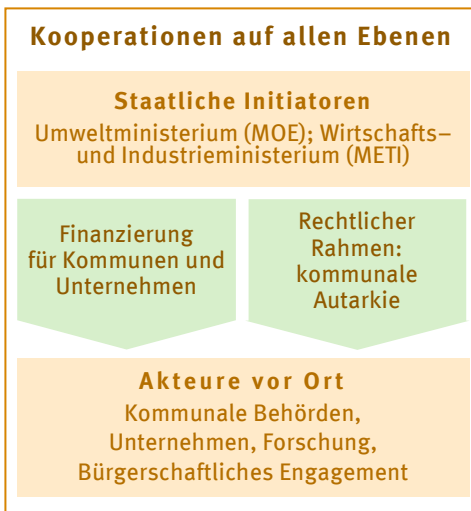 Kooperationen auf allen Ebenen
Staatliche Initiatoren
Umweltministerium (MOE); Wirtschafts–
und Industrieministerium (METI)
Finanzierung
für Kommunen und
Unternehmen
Rechtlicher
Rahmen:
kommunale
Autarkie
Akteure vor Ort
Kommunale Behörden,
Unternehmen, Forschung,
Bürgerschaftliches Engagement